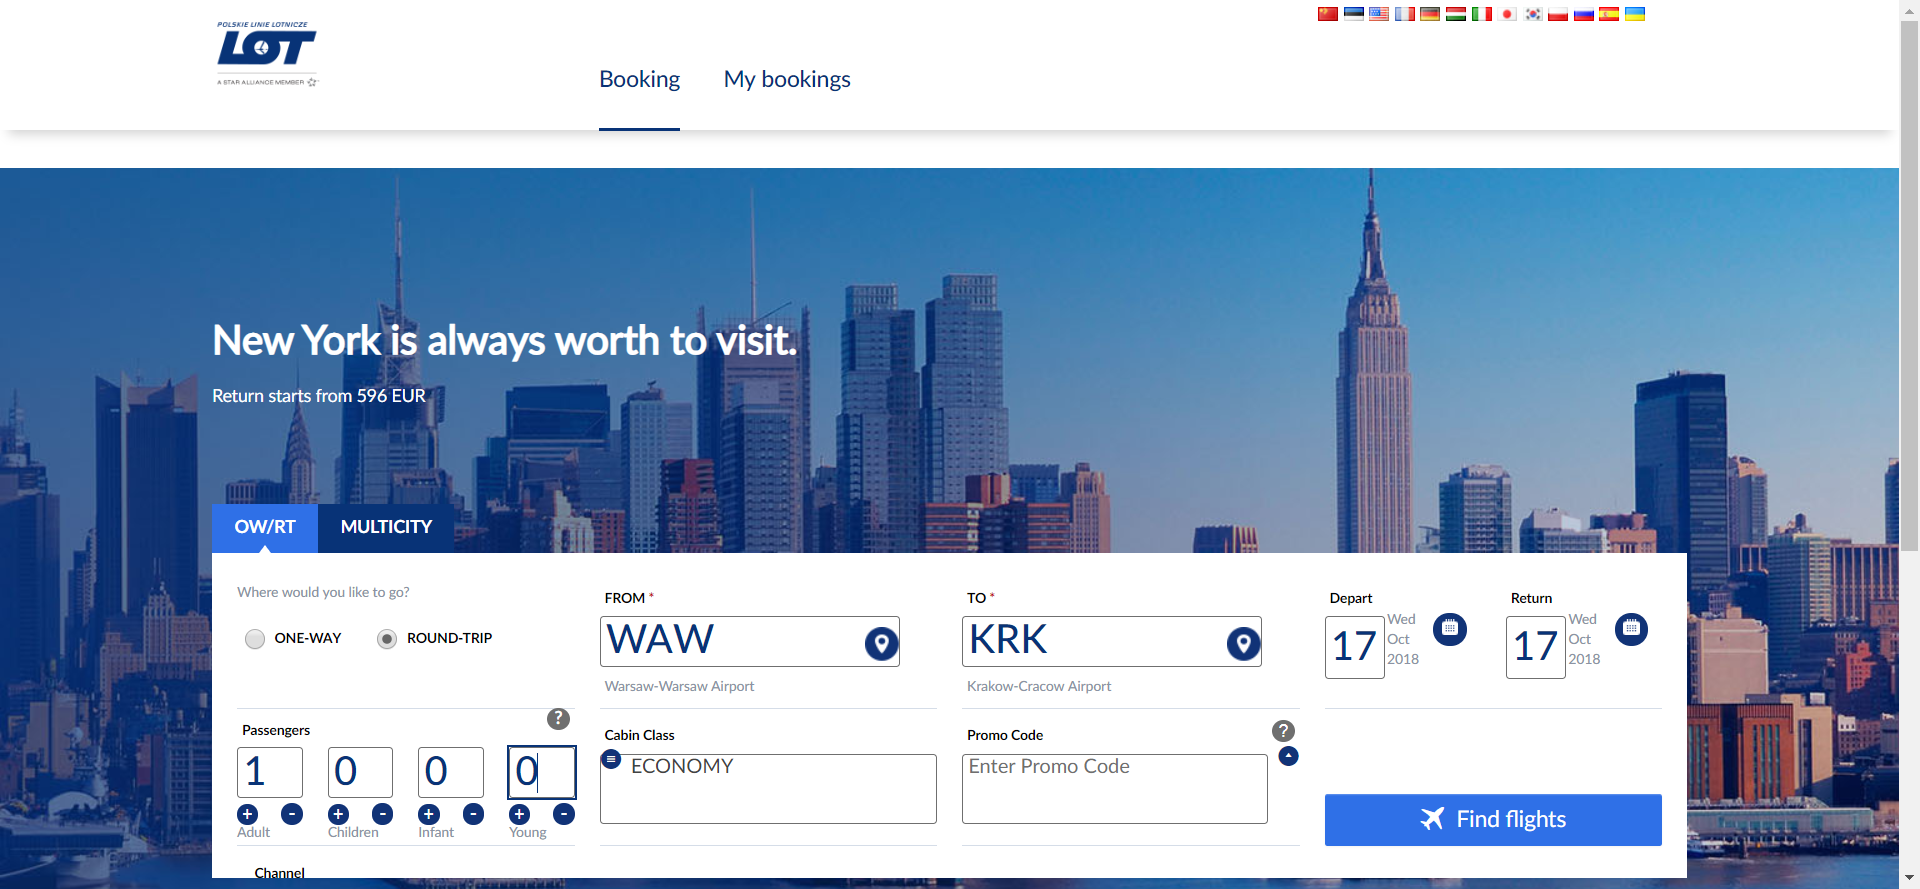 POLSKIE LINIE LOTNICZE
LOT
A STAR ALLIANCE MEMBER
Booking
My bookings
New York is always worth to visit.
Return starts from 596 EUR
OW/RT
MULTICITY
Where would you like to go?
ONE-WAY
ROUND-TRIP
FROM *
WAW
Warsaw-Warsaw Airport
TO *
KRK
Krakow-Cracow Airport
Depart
17
Wed
Oct
2018
Return
17
Wed
Oct
2018
Passengers
?
1
0
0
0
+ -
+ -
+ -
+ -
Adult
Children
Infant
Young
Cabin Class
ECONOMY
Promo Code
?
Enter Promo Code
Find flights
Channel